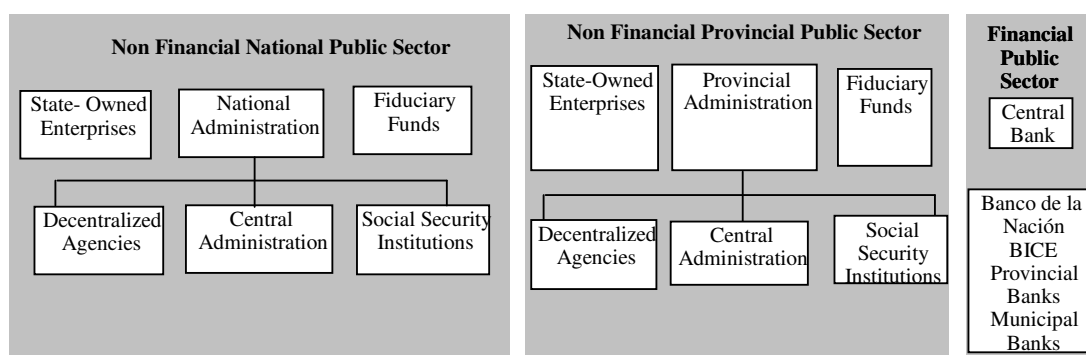 Non Financial National Public Sector
State- Owned
Enterprises
National
Administration
Fiduciary
Funds
Decentralized
Agencies
Central
Administration
Social Security
Institutions
Non Financial Provincial Public Sector
State-Owned
Enterprises
Provincial
Administration
Fiduciary
Funds
Decentralized
Agencies
Central
Administration
Social
Security
Institutions
Financial
Public
Sector
Central
Bank
Banco de la
Nación
BICE
Provincial
Banks
Municipal
Banks